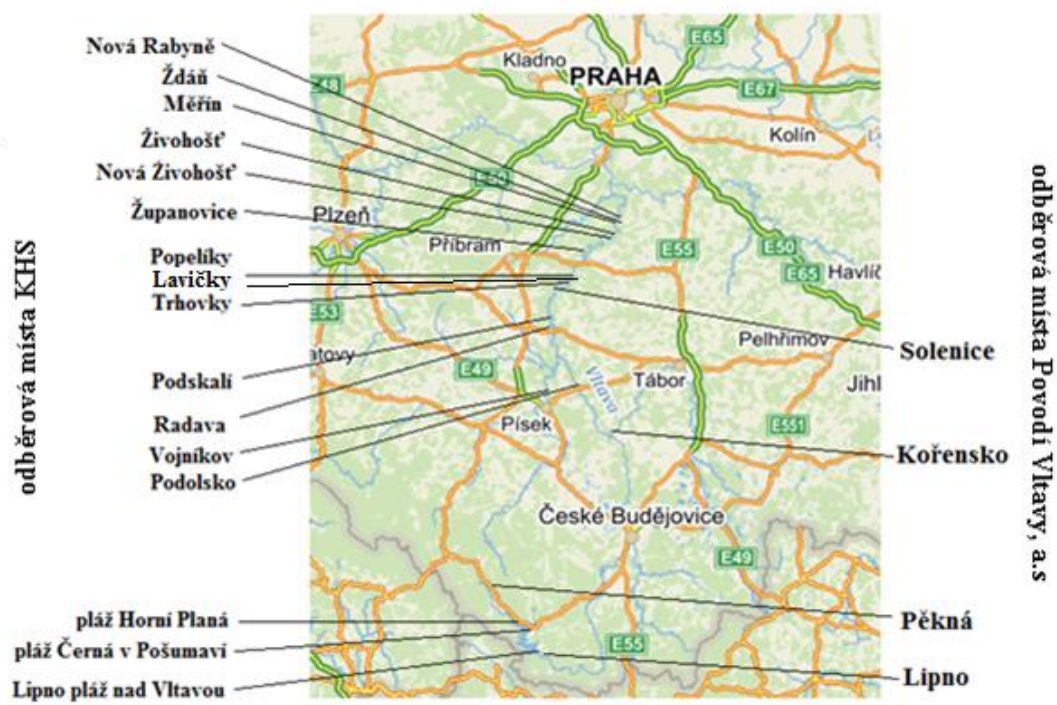 odběrová místa KHS
Nová Rabyně
Ždáň
Měřín
Živohošť
Nová Živohošť
Županovice
Popelíky
Lavičky
Trhovky
Podskalí
Radava
Vojníkov
Podolsko
pláž Horní Planá
pláž Černá v Pošumaví
Lipno pláž nad Vltavou
E65
Kladno
PRAHA
E48
E67
Kolín
E50
Plzeň
Příbram
E55
E50
E65
Havlíč
E53
atovy
Pelhřimov
E49
Vltava
Tábor
Jihl
Písek
E551
České Budějovice
E49
E55
Solenice
Kořensko
Pěkná
Lipno
odběrová místa Povodí Vltavy, a.s